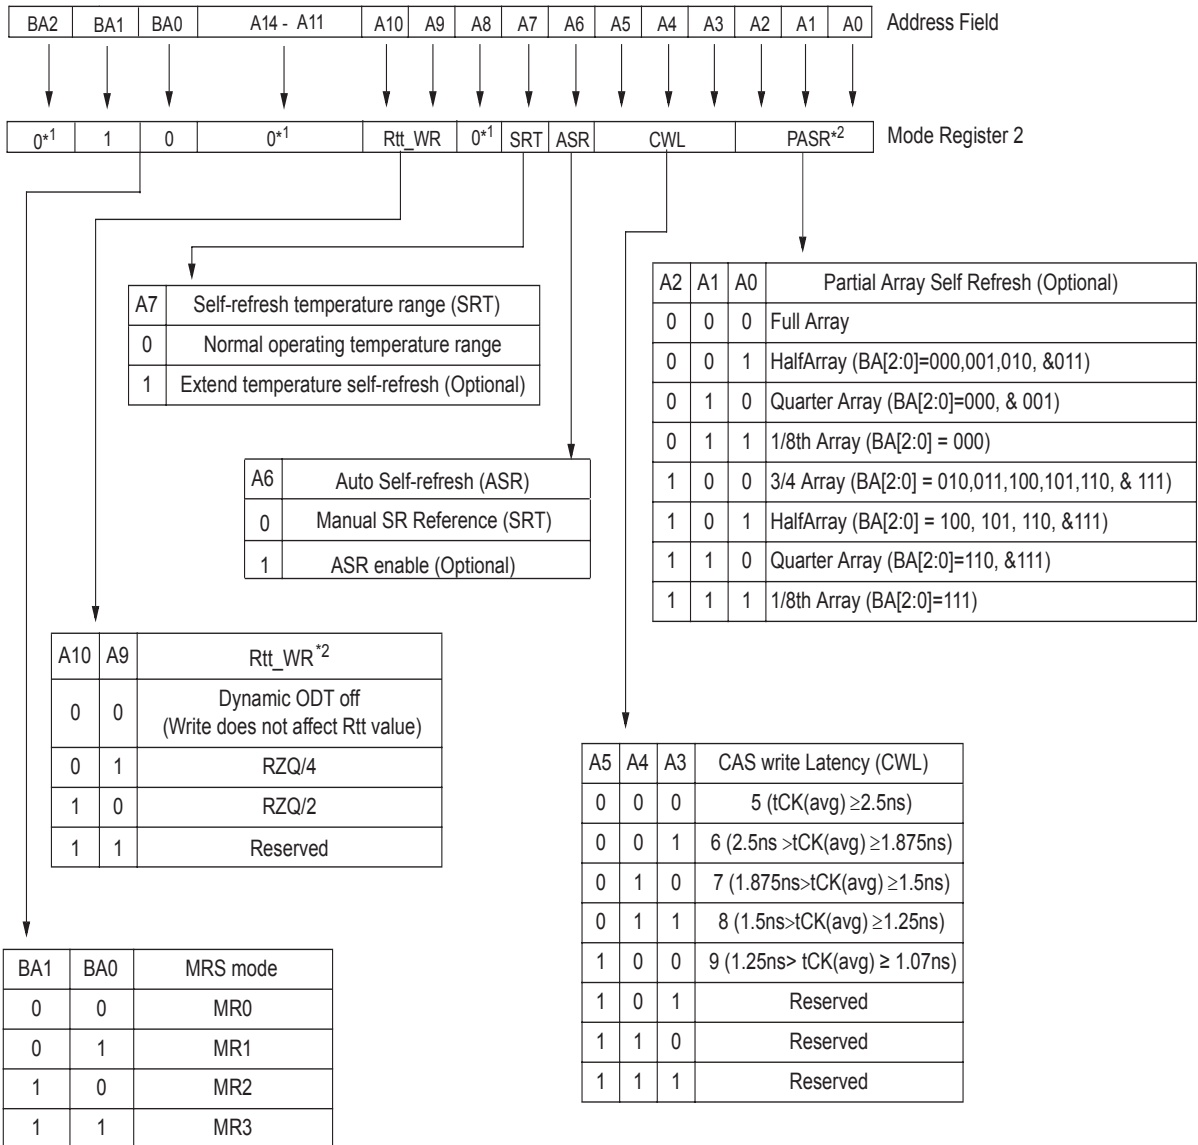 BA2 BA1 BA0 A14 - A11 A10 A9 A8 A7 A6 A5 A4 A3 A2 A1 A0 Address Field
0*1 1 0 0*1 Rtt_WR 0*1 SRT ASR CWL PASR*2 Mode Register 2
A7 Self-refresh temperature range (SRT)
0 Normal operating temperature range
1 Extend temperature self-refresh (Optional)
A2 A1 A0 Partial Array Self Refresh (Optional)
0 0 0 Full Array
0 0 1 HalfArray (BA[2:0]=000,001,010, &011)
0 1 0 Quarter Array (BA[2:0]=000, & 001)
0 1 1 1/8th Array (BA[2:0] = 000)
1 0 0 3/4 Array (BA[2:0] = 010,011,100,101,110, & 111)
1 0 1 HalfArray (BA[2:0] = 100, 101, 110, &111)
1 1 0 Quarter Array (BA[2:0]=110, &111)
1 1 1 1/8th Array (BA[2:0]=111)
A6 Auto Self-refresh (ASR)
0 Manual SR Reference (SRT)
1 ASR enable (Optional)
A10 A9 Rtt_WR*2
0 0 Dynamic ODT off
(Write does not affect Rtt value)
0 1 RZQ/4
1 0 RZQ/2
1 1 Reserved
A5 A4 A3 CAS write Latency (CWL)
0 0 0 5 (tCK(avg) ≥2.5ns)
0 0 1 6 (2.5ns >tCK(avg) ≥1.875ns)
0 1 0 7 (1.875ns>tCK(avg) ≥1.5ns)
0 1 1 8 (1.5ns>tCK(avg) ≥1.25ns)
1 0 0 9 (1.25ns> tCK(avg) ≥ 1.07ns)
1 0 1 Reserved
1 1 0 Reserved
1 1 1 Reserved
BA1 BA0 MRS mode
0 0 MR0
0 1 MR1
1 0 MR2
1 1 MR3